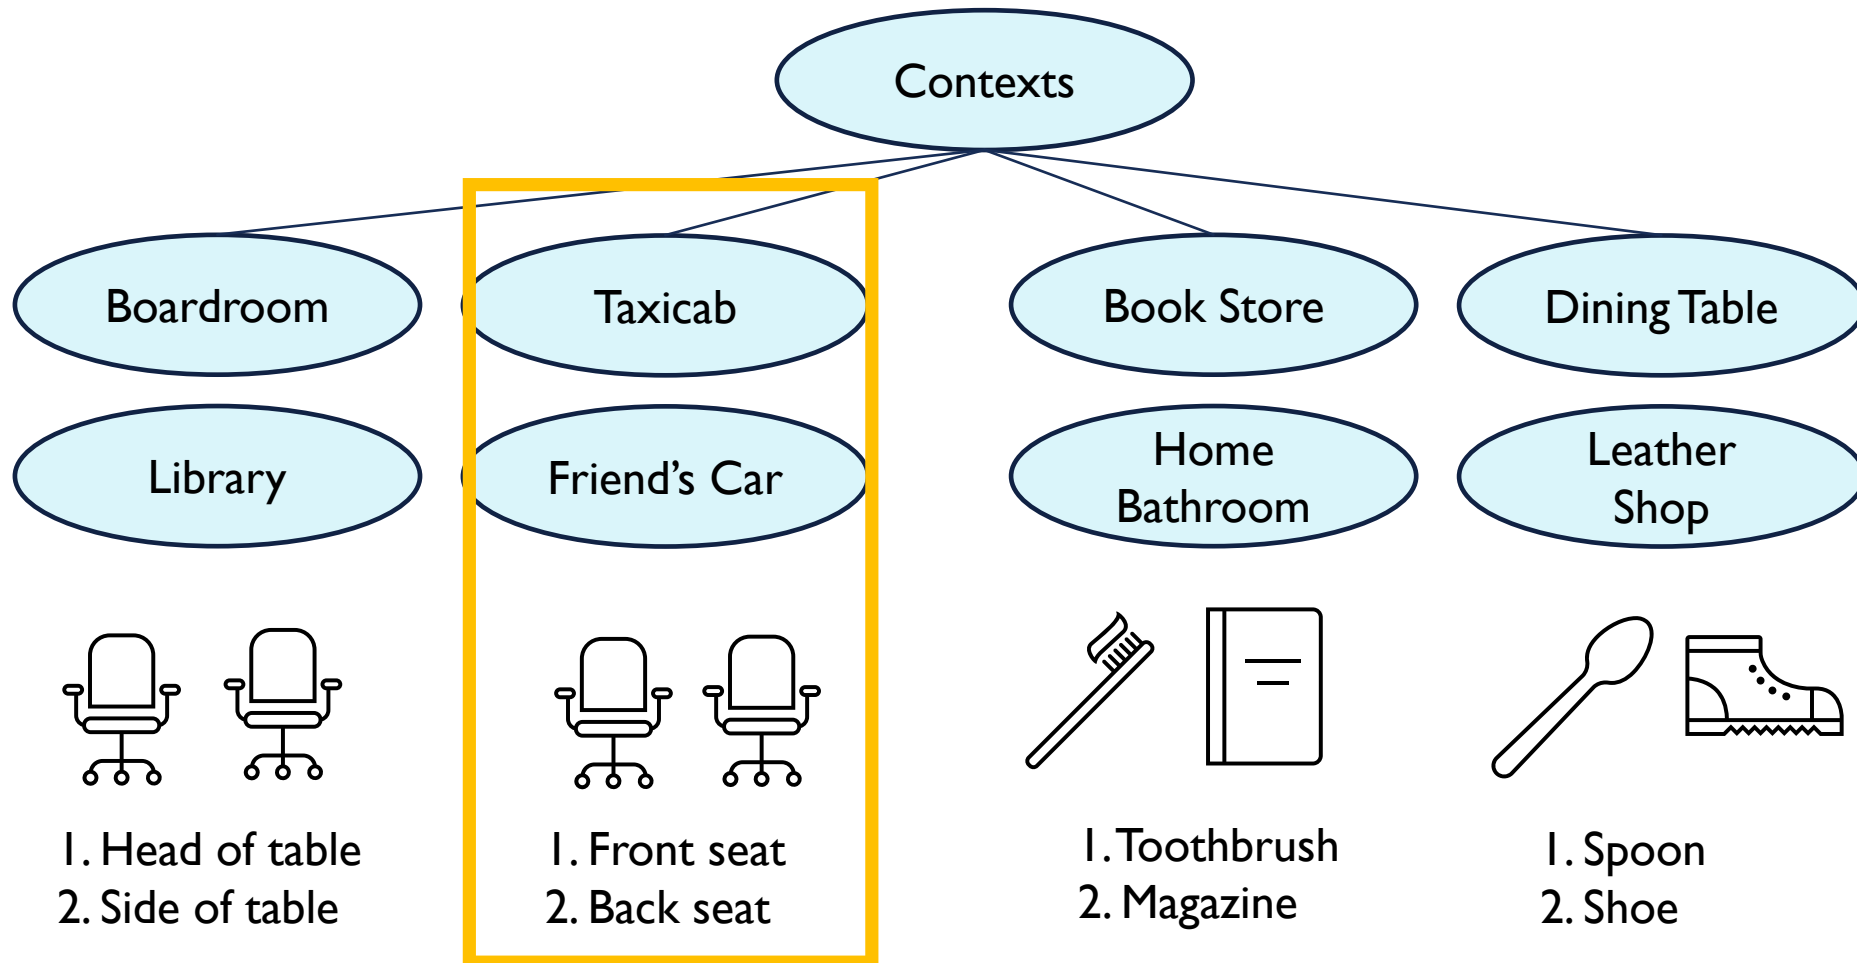 Contexts
Boardroom
Taxicab
Book Store
Dining Table
Library
Friend's Car
Home
Bathroom
Leather
Shop
1. Head of table
2. Side of table
1. Front seat
2. Back seat
1. Toothbrush
2. Magazine
1. Spoon
2. Shoe